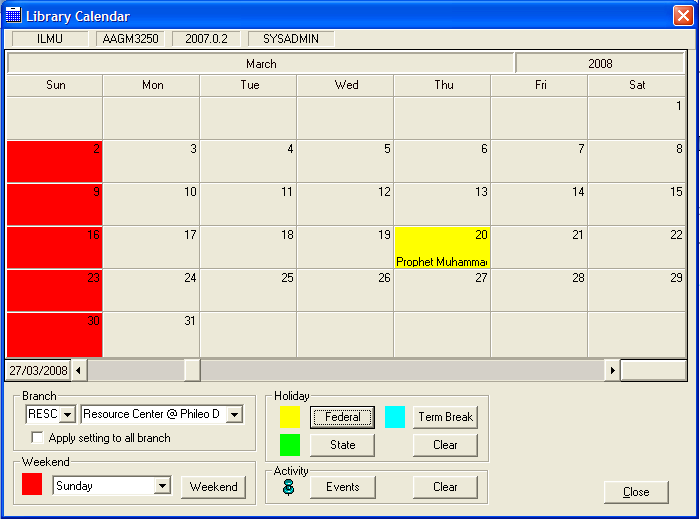 Library Calendar
ILMU AAGM3250 2007.0.2 SYSADMIN
March 2008
Sun Mon Tue Wed Thu Fri Sat
1
2 3 4 5 6 7 8
9 10 11 12 13 14 15
16 17 18 19 20 21 22
Prophet Muhammad
23 24 25 26 27 28 29
30 31
27/03/2008
Branch
RESC Resource Center @ Phileo D
Apply setting to all branch
Weekend
Sunday Weekend
Holiday
Federal Term Break
State Clear
Activity
Events Clear
Close